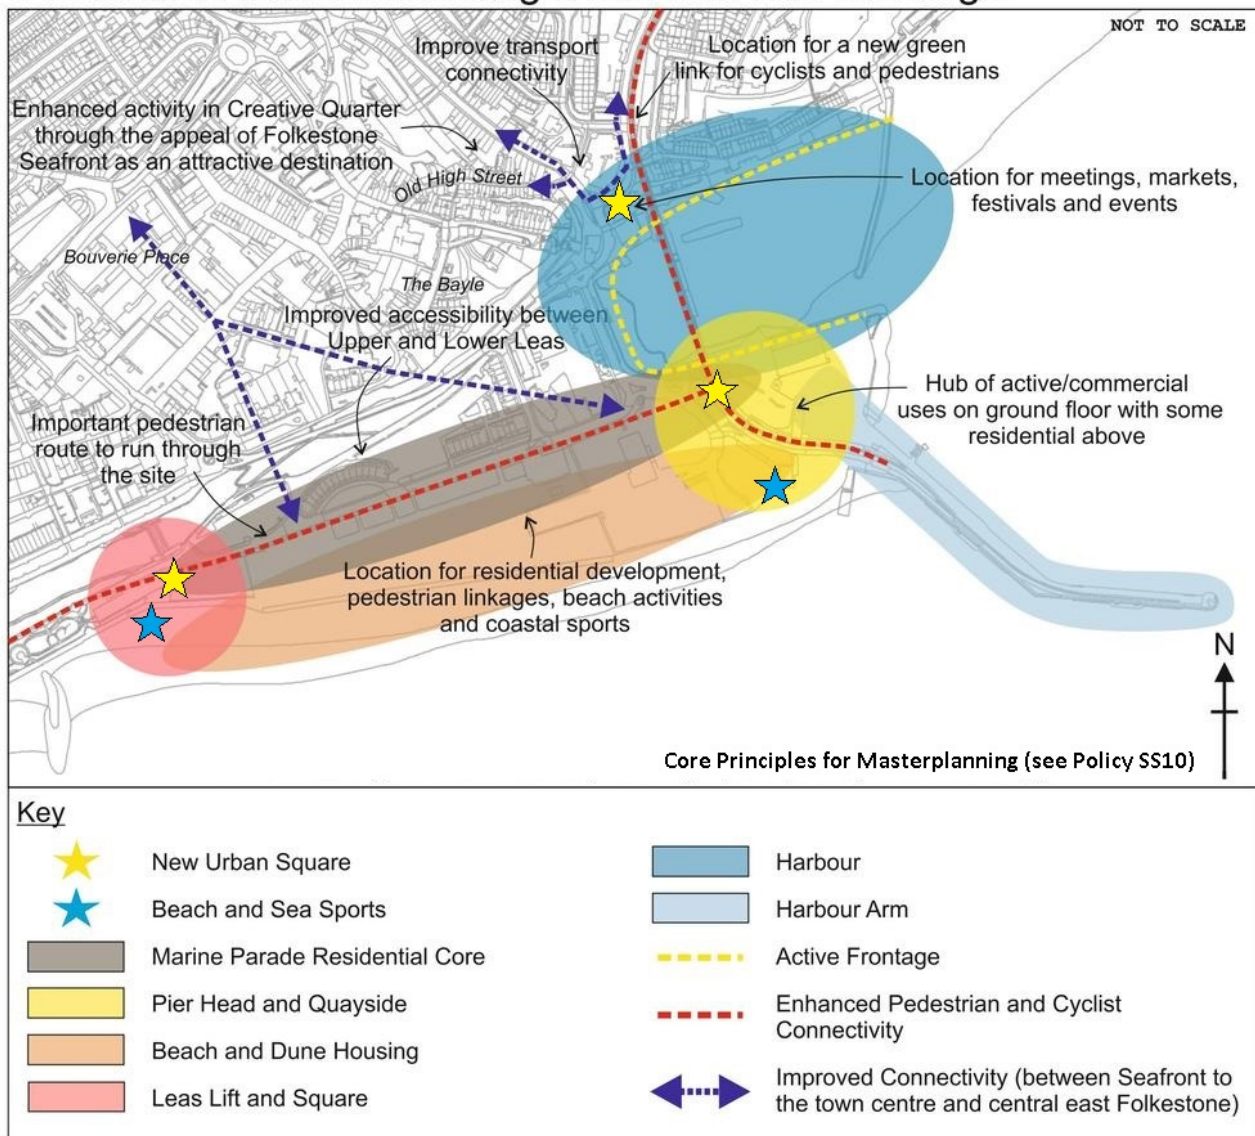 NOT TO SCALE
Improve transport
connectivity
Location for a new green
link for cyclists and pedestrians
Enhanced activity in Creative Quarter
through the appeal of Folkestone
Seafront as an attractive destination
Old High Street
Location for meetings, markets,
festivals and events
Bouverie Place
The Bayle
Improved accessibility between
Upper and Lower Leas
Hub of active/commercial
uses on ground floor with some
residential above
Important pedestrian
route to run through
the site
Location for residential development,
pedestrian linkages, beach activities
and coastal sports
N
Core Principles for Masterplanning (see Policy SS10)
Key
New Urban Square
Beach and Sea Sports
Marine Parade Residential Core
Pier Head and Quayside
Beach and Dune Housing
Leas Lift and Square
Harbour
Harbour Arm
Active Frontage
Enhanced Pedestrian and Cyclist
Connectivity
Improved Connectivity (between Seafront to
the town centre and central east Folkestone)